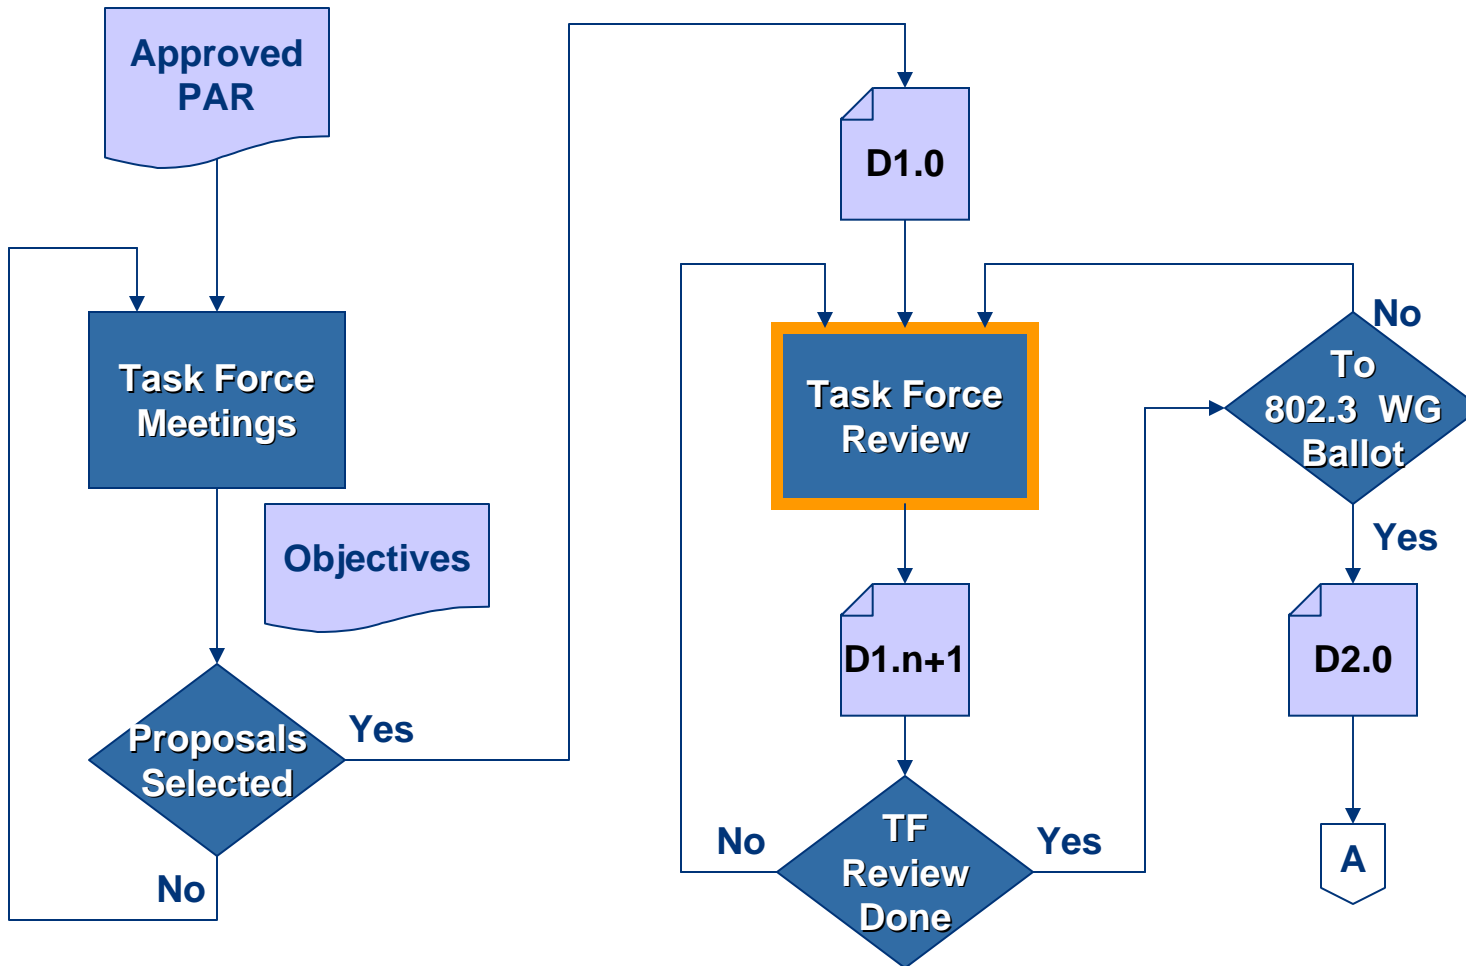 Approved
PAR
Task Force
Meetings
Objectives
Proposals
Selected
Yes
No
D1.0
Task Force
Review
D1.n+1
TF
Review
Done
No
Yes
To
802.3 WG
Ballot
No
Yes
D2.0
A